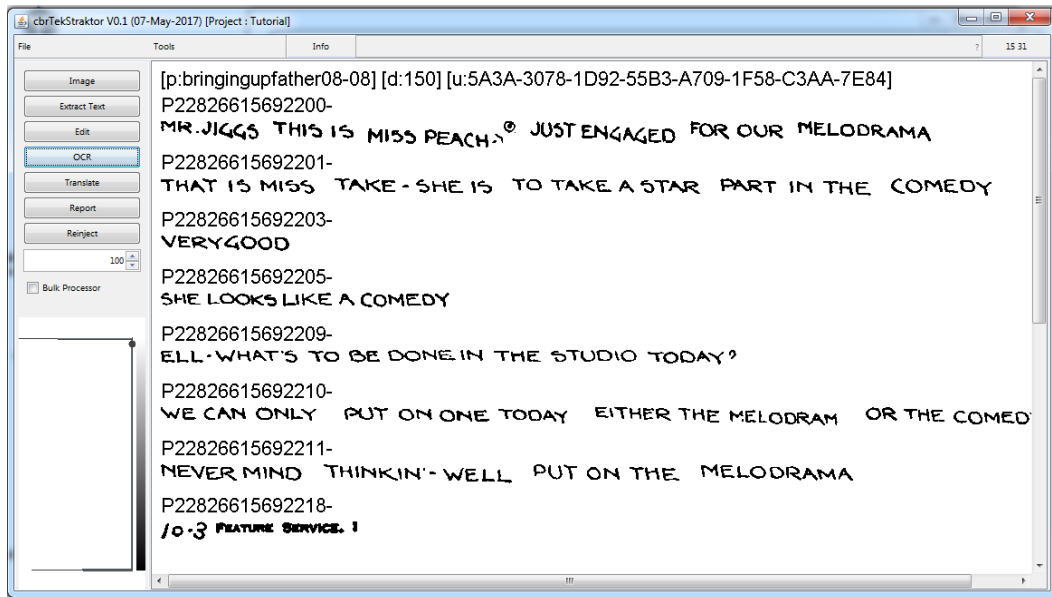 cbrTekStraktor V0.1 (07-May-2017) [Project : Tutorial]
File Tools Info ? 15 31
Image
Extract Text
Edit
OCR
Translate
Report
Reinject
100
Bulk Processor
[p:bringingupfather08-08] [d:150] [u:5A3A-3078-1D92-55B3-A709-1F58-C3AA-7E84]
P22826615692200-
MR.JIGGS THIS IS MISS PEACH. JUST ENGAGED FOR OUR MELODRAMA
P22826615692201-
THAT IS MISS TAKE - SHE IS TO TAKE A STAR PART IN THE COMEDY
P22826615692203-
VERY GOOD
P22826615692205-
SHE LOOKS LIKE A COMEDY
P22826615692209-
ELL-WHAT'S TO BE DONE IN THE STUDIO TODAY?
P22826615692210-
WE CAN ONLY PUT ON ONE TODAY EITHER THE MELODRAM OR THE COMED
P22826615692211-
NEVER MIND THINKIN'- WELL PUT ON THE MELODRAMA
P22826615692218-
10-3 FEATURE SERVICE. 1